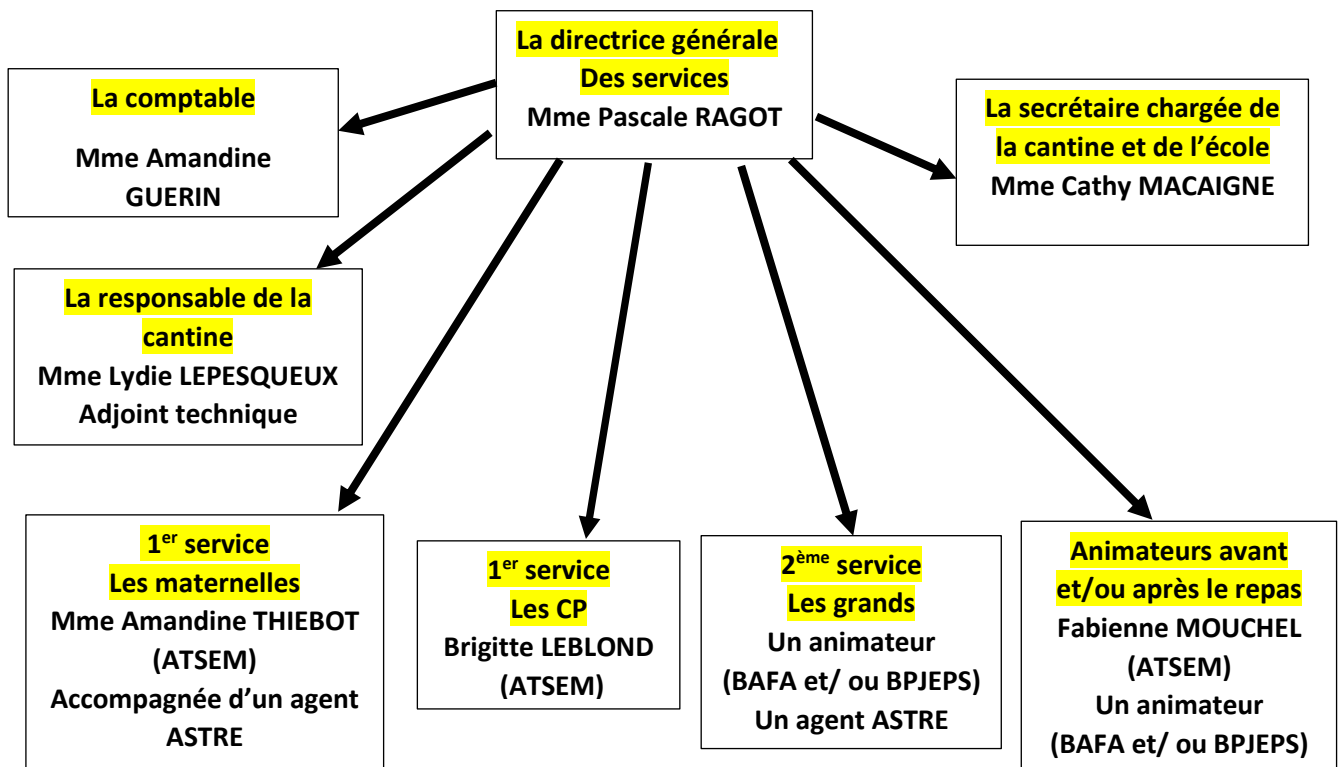 La directrice générale
Des services
Mme Pascale RAGOT
La comptable
Mme Amandine
GUERIN
La secrétaire chargée de
la cantine et de l’école
Mme Cathy MACAIGNE
La responsable de la
cantine
Mme Lydie LEPESQUEUX
Adjoint technique
1er service
Les maternelles
Mme Amandine THIEBOT
(ATSEM)
Accompagnée d’un agent
ASTRE
1er service
Les CP
Brigitte LEBLOND
(ATSEM)
2ème service
Les grands
Un animateur
(BAFA et/ ou BPJEPS)
Un agent ASTRE
Animateurs avant
et/ou après le repas
Fabienne MOUCHEL
(ATSEM)
Un animateur
(BAFA et/ ou BPJEPS)